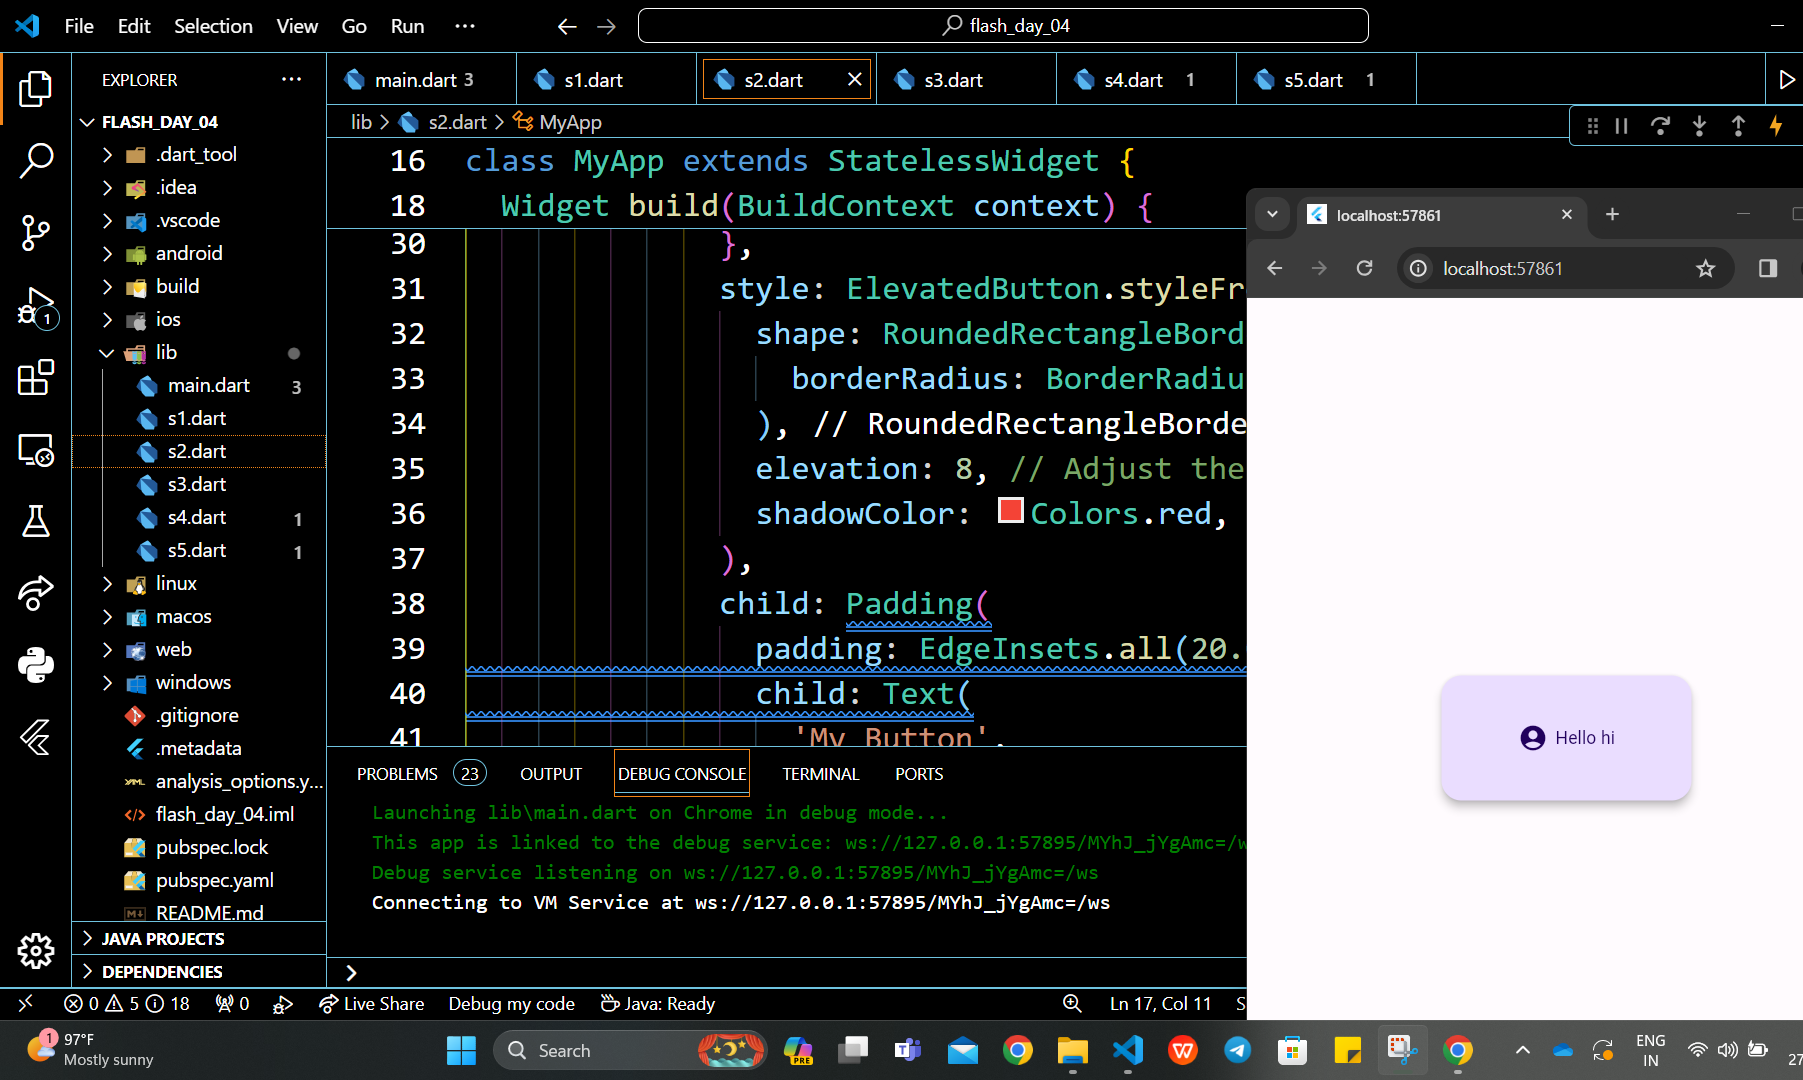 File Edit Selection View Go Run ···
flash_day_04
EXPLORER ···
main.dart 3
s1.dart
s2.dart
s3.dart
s4.dart 1
s5.dart 1
FLASH_DAY_04
.dart_tool
.idea
.vscode
android
build
ios
lib
main.dart 3
s1.dart
s2.dart
s3.dart
s4.dart 1
s5.dart 1
linux
macos
web
windows
.gitignore
.metadata
analysis_options.y...
flash_day_04.iml
pubspec.lock
pubspec.yaml
README.md
JAVA PROJECTS
DEPENDENCIES
1
lib > s2.dart > MyApp
16 class MyApp extends StatelessWidget {
18 Widget build(BuildContext context) {
30 },
31 style: ElevatedButton.styleFr
32 shape: RoundedRectangleBord
33 borderRadius: BorderRadiu
34 ), // RoundedRectangleBorde
35 elevation: 8, // Adjust the
36 shadowColor: Colors.red,
37 ),
38 child: Padding(
39 padding: EdgeInsets.all(20.
40 child: Text(
41 'My Button',
PROBLEMS 23 OUTPUT DEBUG CONSOLE TERMINAL PORTS
Launching lib\main.dart on Chrome in debug mode...
This app is linked to the debug service: ws://127.0.0.1:57895/MYhJ_jYgAmc=/w
Debug service listening on ws://127.0.0.1:57895/MYhJ_jYgAmc=/ws
Connecting to VM Service at ws://127.0.0.1:57895/MYhJ_jYgAmc=/ws
>
localhost:57861
localhost:57861
Hello hi
0 5 18 0 Live Share Debug my code Java: Ready Ln 17, Col 11 S
1
97°F
Mostly sunny
Search
PRE
ENG
IN
27